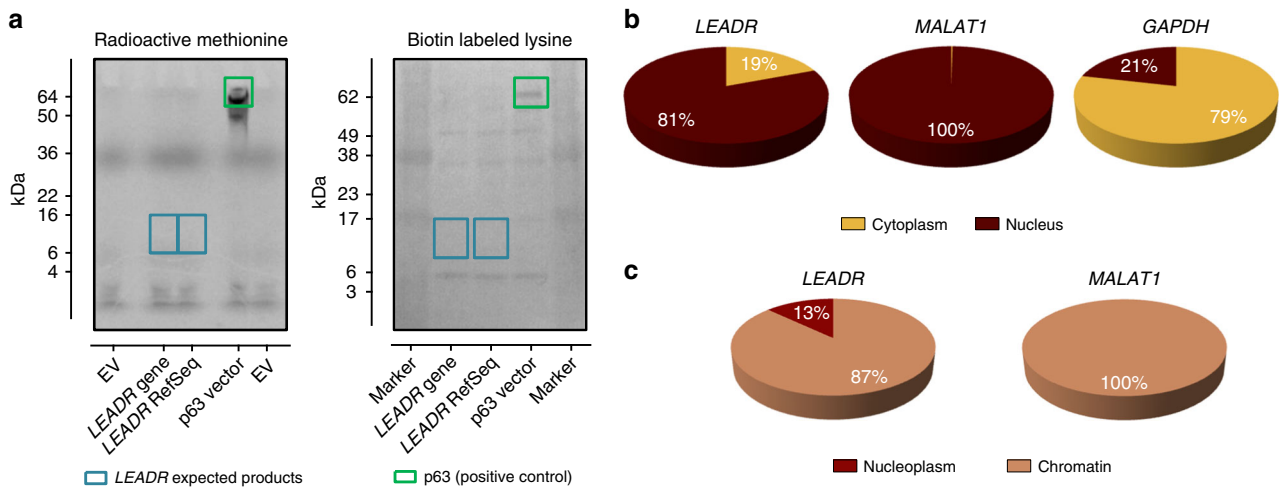 a
Radioactive methionine
kDa
64
50
36
22
16
6
4
EV
LEADR gene
LEADR RefSeq
p63 vector
EV
Biotin labeled lysine
kDa
62
49
38
23
17
6
3
Marker
LEADR gene
LEADR RefSeq
p63 vector
Marker
LEADR expected products
p63 (positive control)
b
LEADR
19%
81%
MALAT1
100%
GAPDH
21%
79%
Cytoplasm
Nucleus
c
LEADR
13%
87%
MALAT1
100%
Nucleoplasm
Chromatin